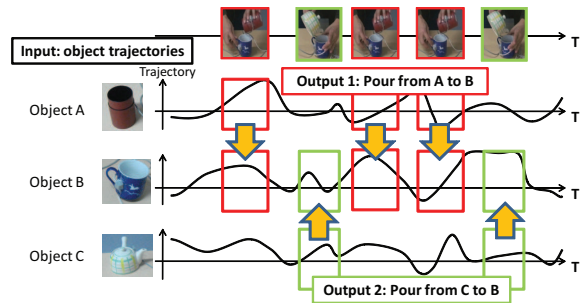 Input: object trajectories
T
Trajectory
Output 1: Pour from A to B
Object A
T
Object B
T
Object C
T
Output 2: Pour from C to B